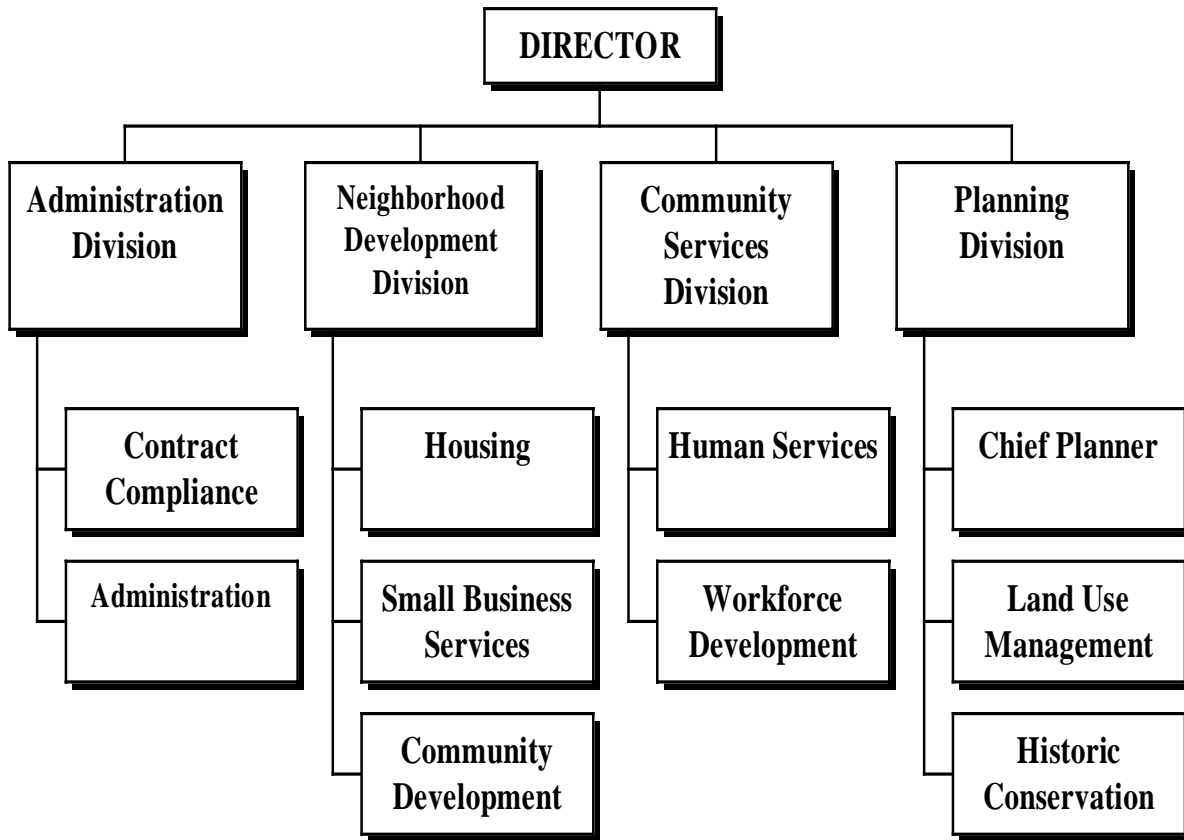 DIRECTOR
Administration
Division
Neighborhood
Development
Division
Community
Services
Division
Planning
Division
Contract
Compliance
Housing
Human Services
Chief Planner
Administration
Small Business
Services
Workforce
Development
Land Use
Management
Community
Development
Historic
Conservation